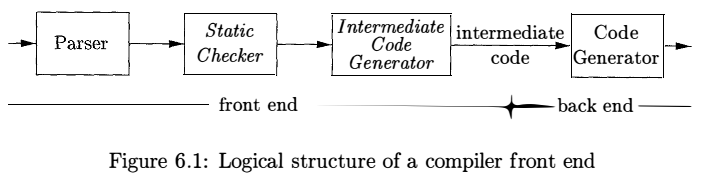 Parser
Static
Checker
Intermediate
Code
Generator
intermediate
code
Code
Generator
front end
back end
Figure 6.1: Logical structure of a compiler front end